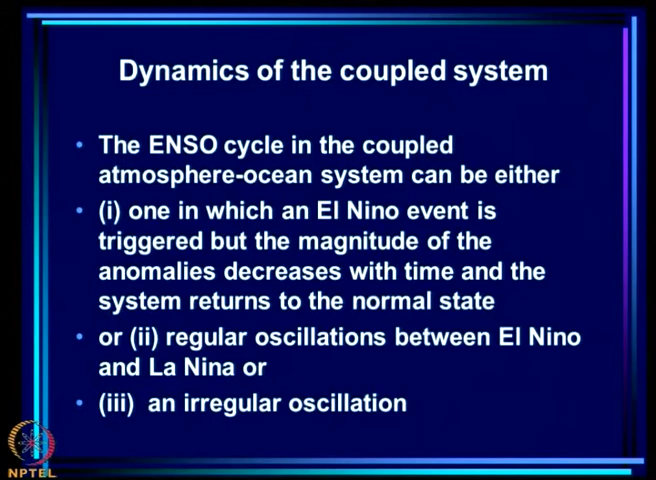 Dynamics of the coupled system
• The ENSO cycle in the coupled
atmosphere-ocean system can be either
• (i) one in which an El Nino event is
triggered but the magnitude of the
anomalies decreases with time and the
system returns to the normal state
• or (ii) regular oscillations between El Nino
and La Nina or
• (iii) an irregular oscillation
NPTEL